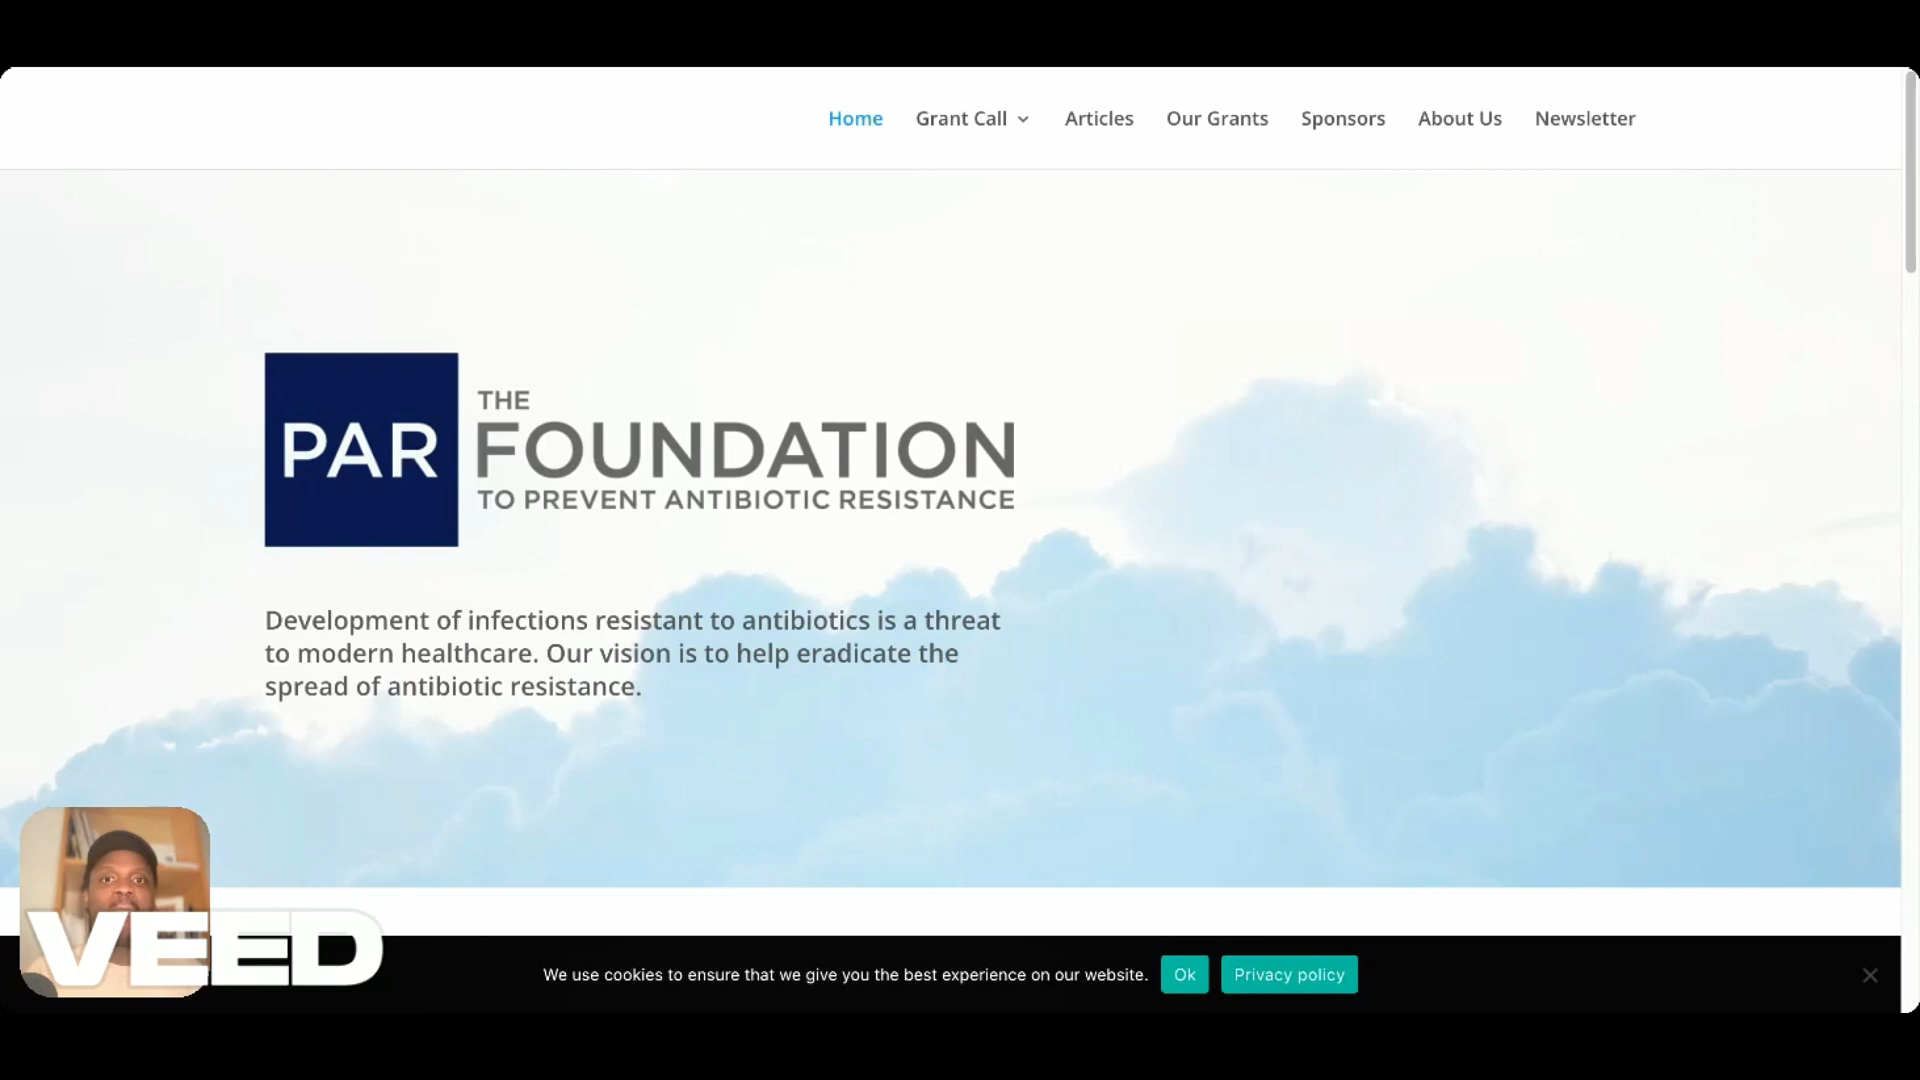 Home Grant Call Articles Our Grants Sponsors About Us Newsletter
PAR
THE
FOUNDATION
TO PREVENT ANTIBIOTIC RESISTANCE
Development of infections resistant to antibiotics is a threat
to modern healthcare. Our vision is to help eradicate the
spread of antibiotic resistance.
VEED
We use cookies to ensure that we give you the best experience on our website. Ok Privacy policy